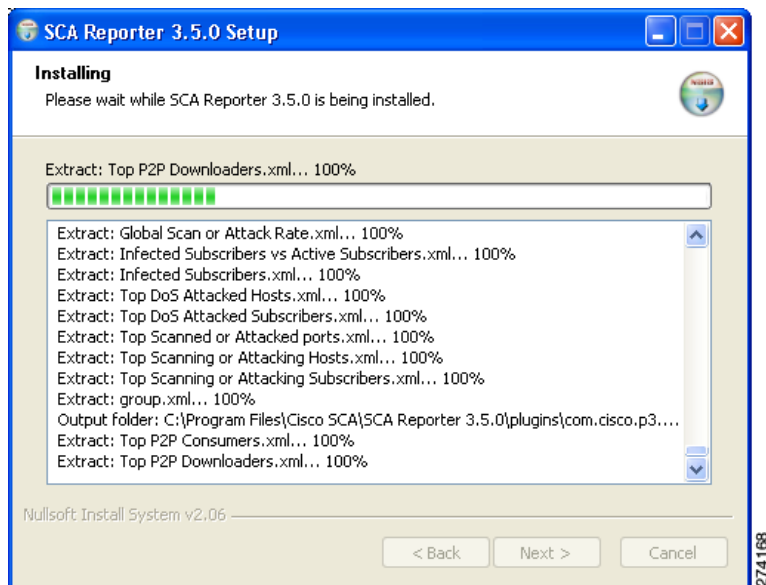 SCA Reporter 3.5.0 Setup
Installing
Please wait while SCA Reporter 3.5.0 is being installed.
Extract: Top P2P Downloaders.xml... 100%
Extract: Global Scan or Attack Rate.xml... 100%
Extract: Infected Subscribers vs Active Subscribers.xml... 100%
Extract: Infected Subscribers.xml... 100%
Extract: Top DoS Attacked Hosts.xml... 100%
Extract: Top DoS Attacked Subscribers.xml... 100%
Extract: Top Scanned or Attacked ports.xml... 100%
Extract: Top Scanning or Attacking Hosts.xml... 100%
Extract: Top Scanning or Attacking Subscribers.xml... 100%
Extract: group.xml... 100%
Output folder: C:\Program Files\Cisco SCA\SCA Reporter 3.5.0\plugins\com.cisco.p3....
Extract: Top P2P Consumers.xml... 100%
Extract: Top P2P Downloaders.xml... 100%
Nullsoft Install System v2.06
< Back
Next >
Cancel
274168